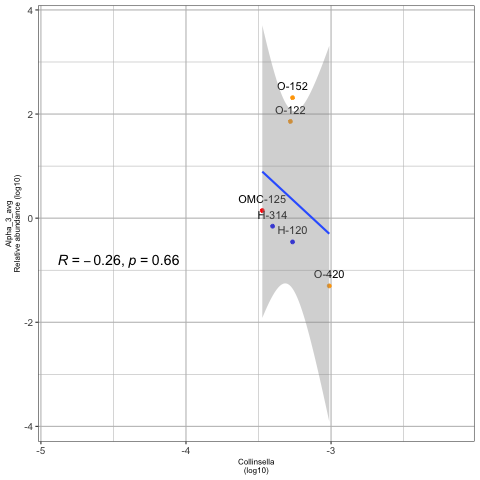 4
2
0
-2
-4
Alpha_3_avg
Relative abundante (log10)
O-152
O-122
OMC-125
H-314
H-120
O-420
R = −0.26, p = 0.66
-5
-4
-3
Collinsella
(log10)